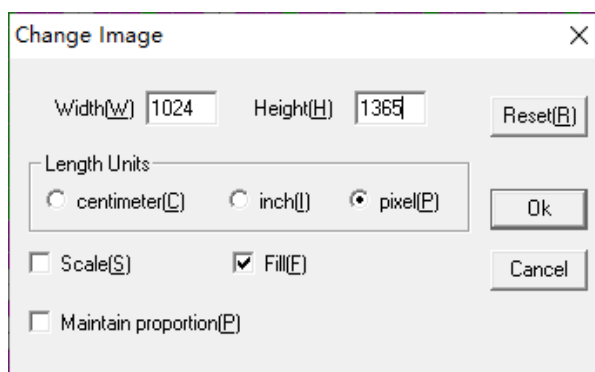 Change Image
Width(W) 1024 Height(H) 1365 Reset(R)
Length Units
centimeter(C) inch(I) pixel(P) Ok
Scale(S) Fill(F) Cancel
Maintain proportion(P)